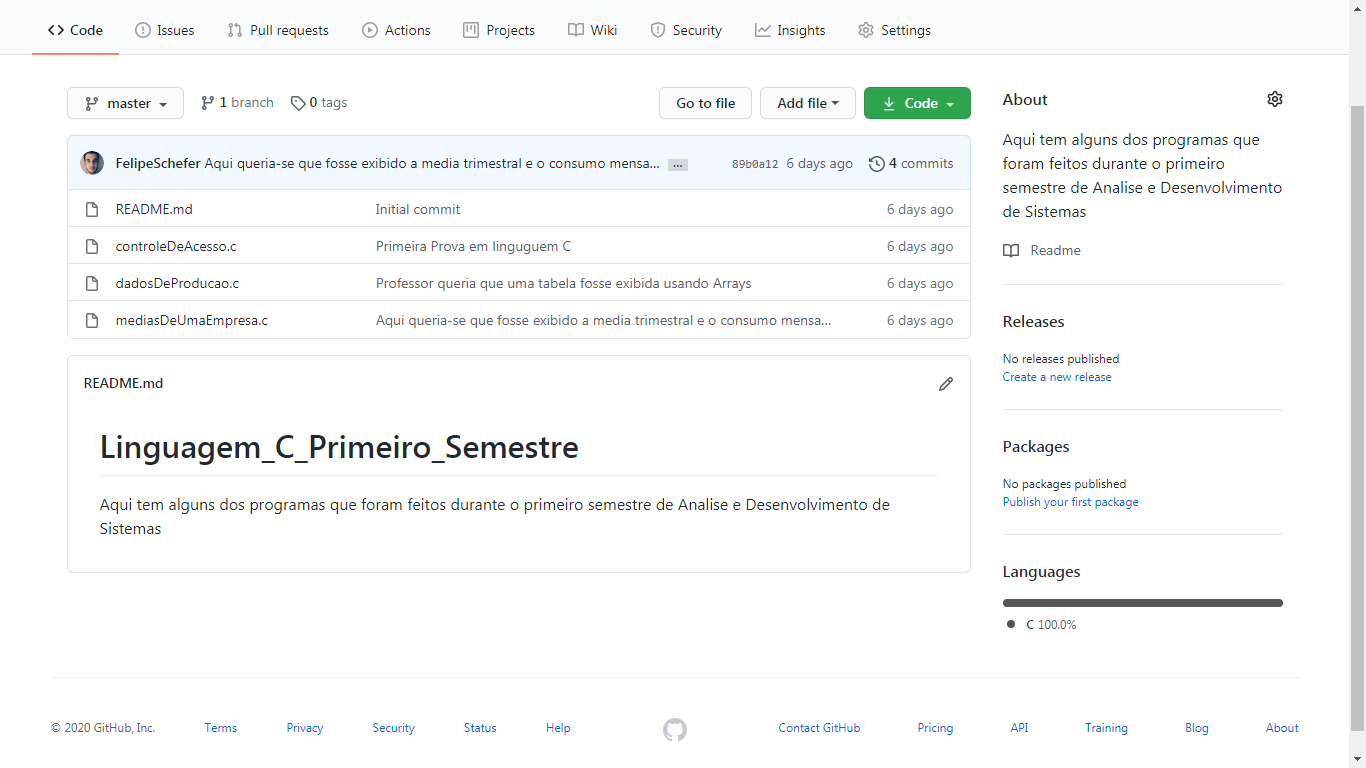 Code Issues Pull requests Actions Projects Wiki Security Insights Settings
master 1 branch 0 tags Go to file Add file Code
FelipeSchefer Aqui queria-se que fosse exibido a media trimestral e o consumo mensa... ... 89b0a12 6 days ago 4 commits
README.md Initial commit 6 days ago
controleDeAcesso.c Primeira Prova em linguguem C 6 days ago
dadosDeProducao.c Professor queria que uma tabela fosse exibida usando Arrays 6 days ago
mediasDeUmaEmpresa.c Aqui queria-se que fosse exibido a media trimestral e o consumo mensa... 6 days ago
README.md
Linguagem_C_Primeiro_Semestre
Aqui tem alguns dos programas que foram feitos durante o primeiro semestre de Analise e Desenvolvimento de
Sistemas
About
Aqui tem alguns dos programas que
foram feitos durante o primeiro
semestre de Analise e Desenvolvimento
de Sistemas
Readme
Releases
No releases published
Create a new release
Packages
No packages published
Publish your first package
Languages
C 100.0%
© 2020 GitHub, Inc. Terms Privacy Security Status Help Contact GitHub Pricing API Training Blog About